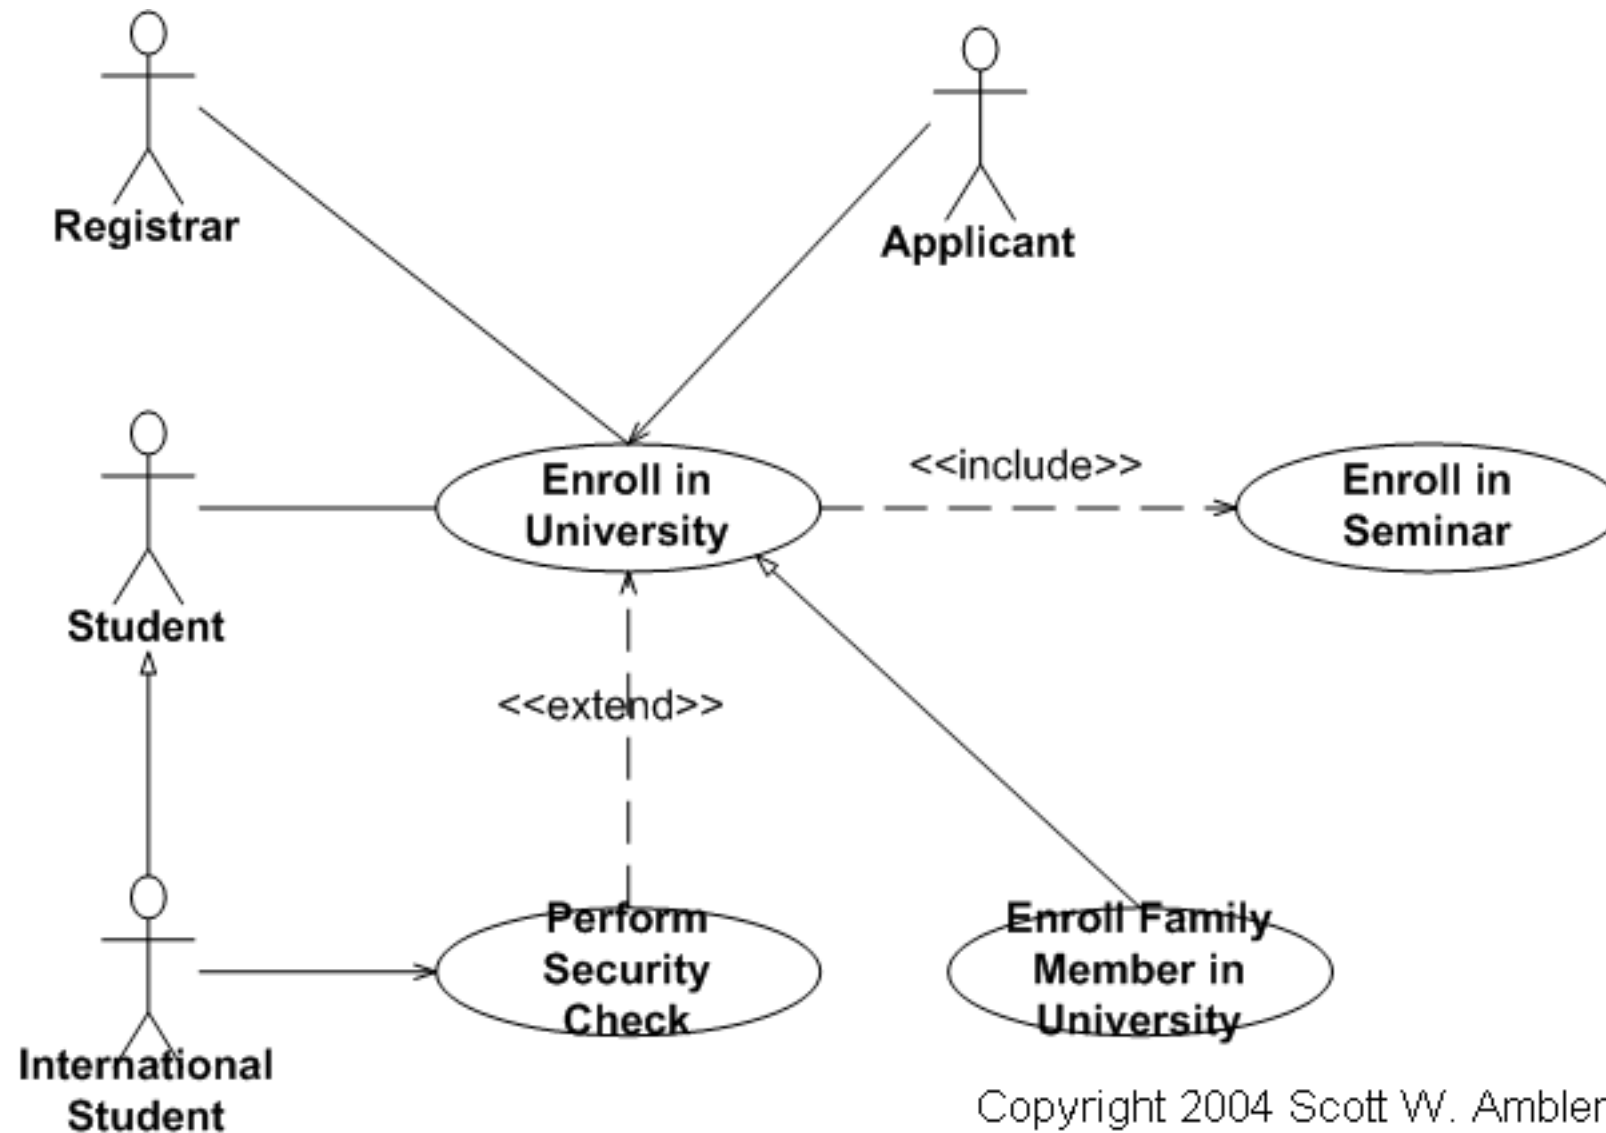 Registrar
Applicant
Enroll in
University
<<include>>
Enroll in
Seminar
Student
<<extend>>
Perform
Security
Check
Enroll Family
Member in
University
International
Student
Copyright 2004 Scott W. Ambler